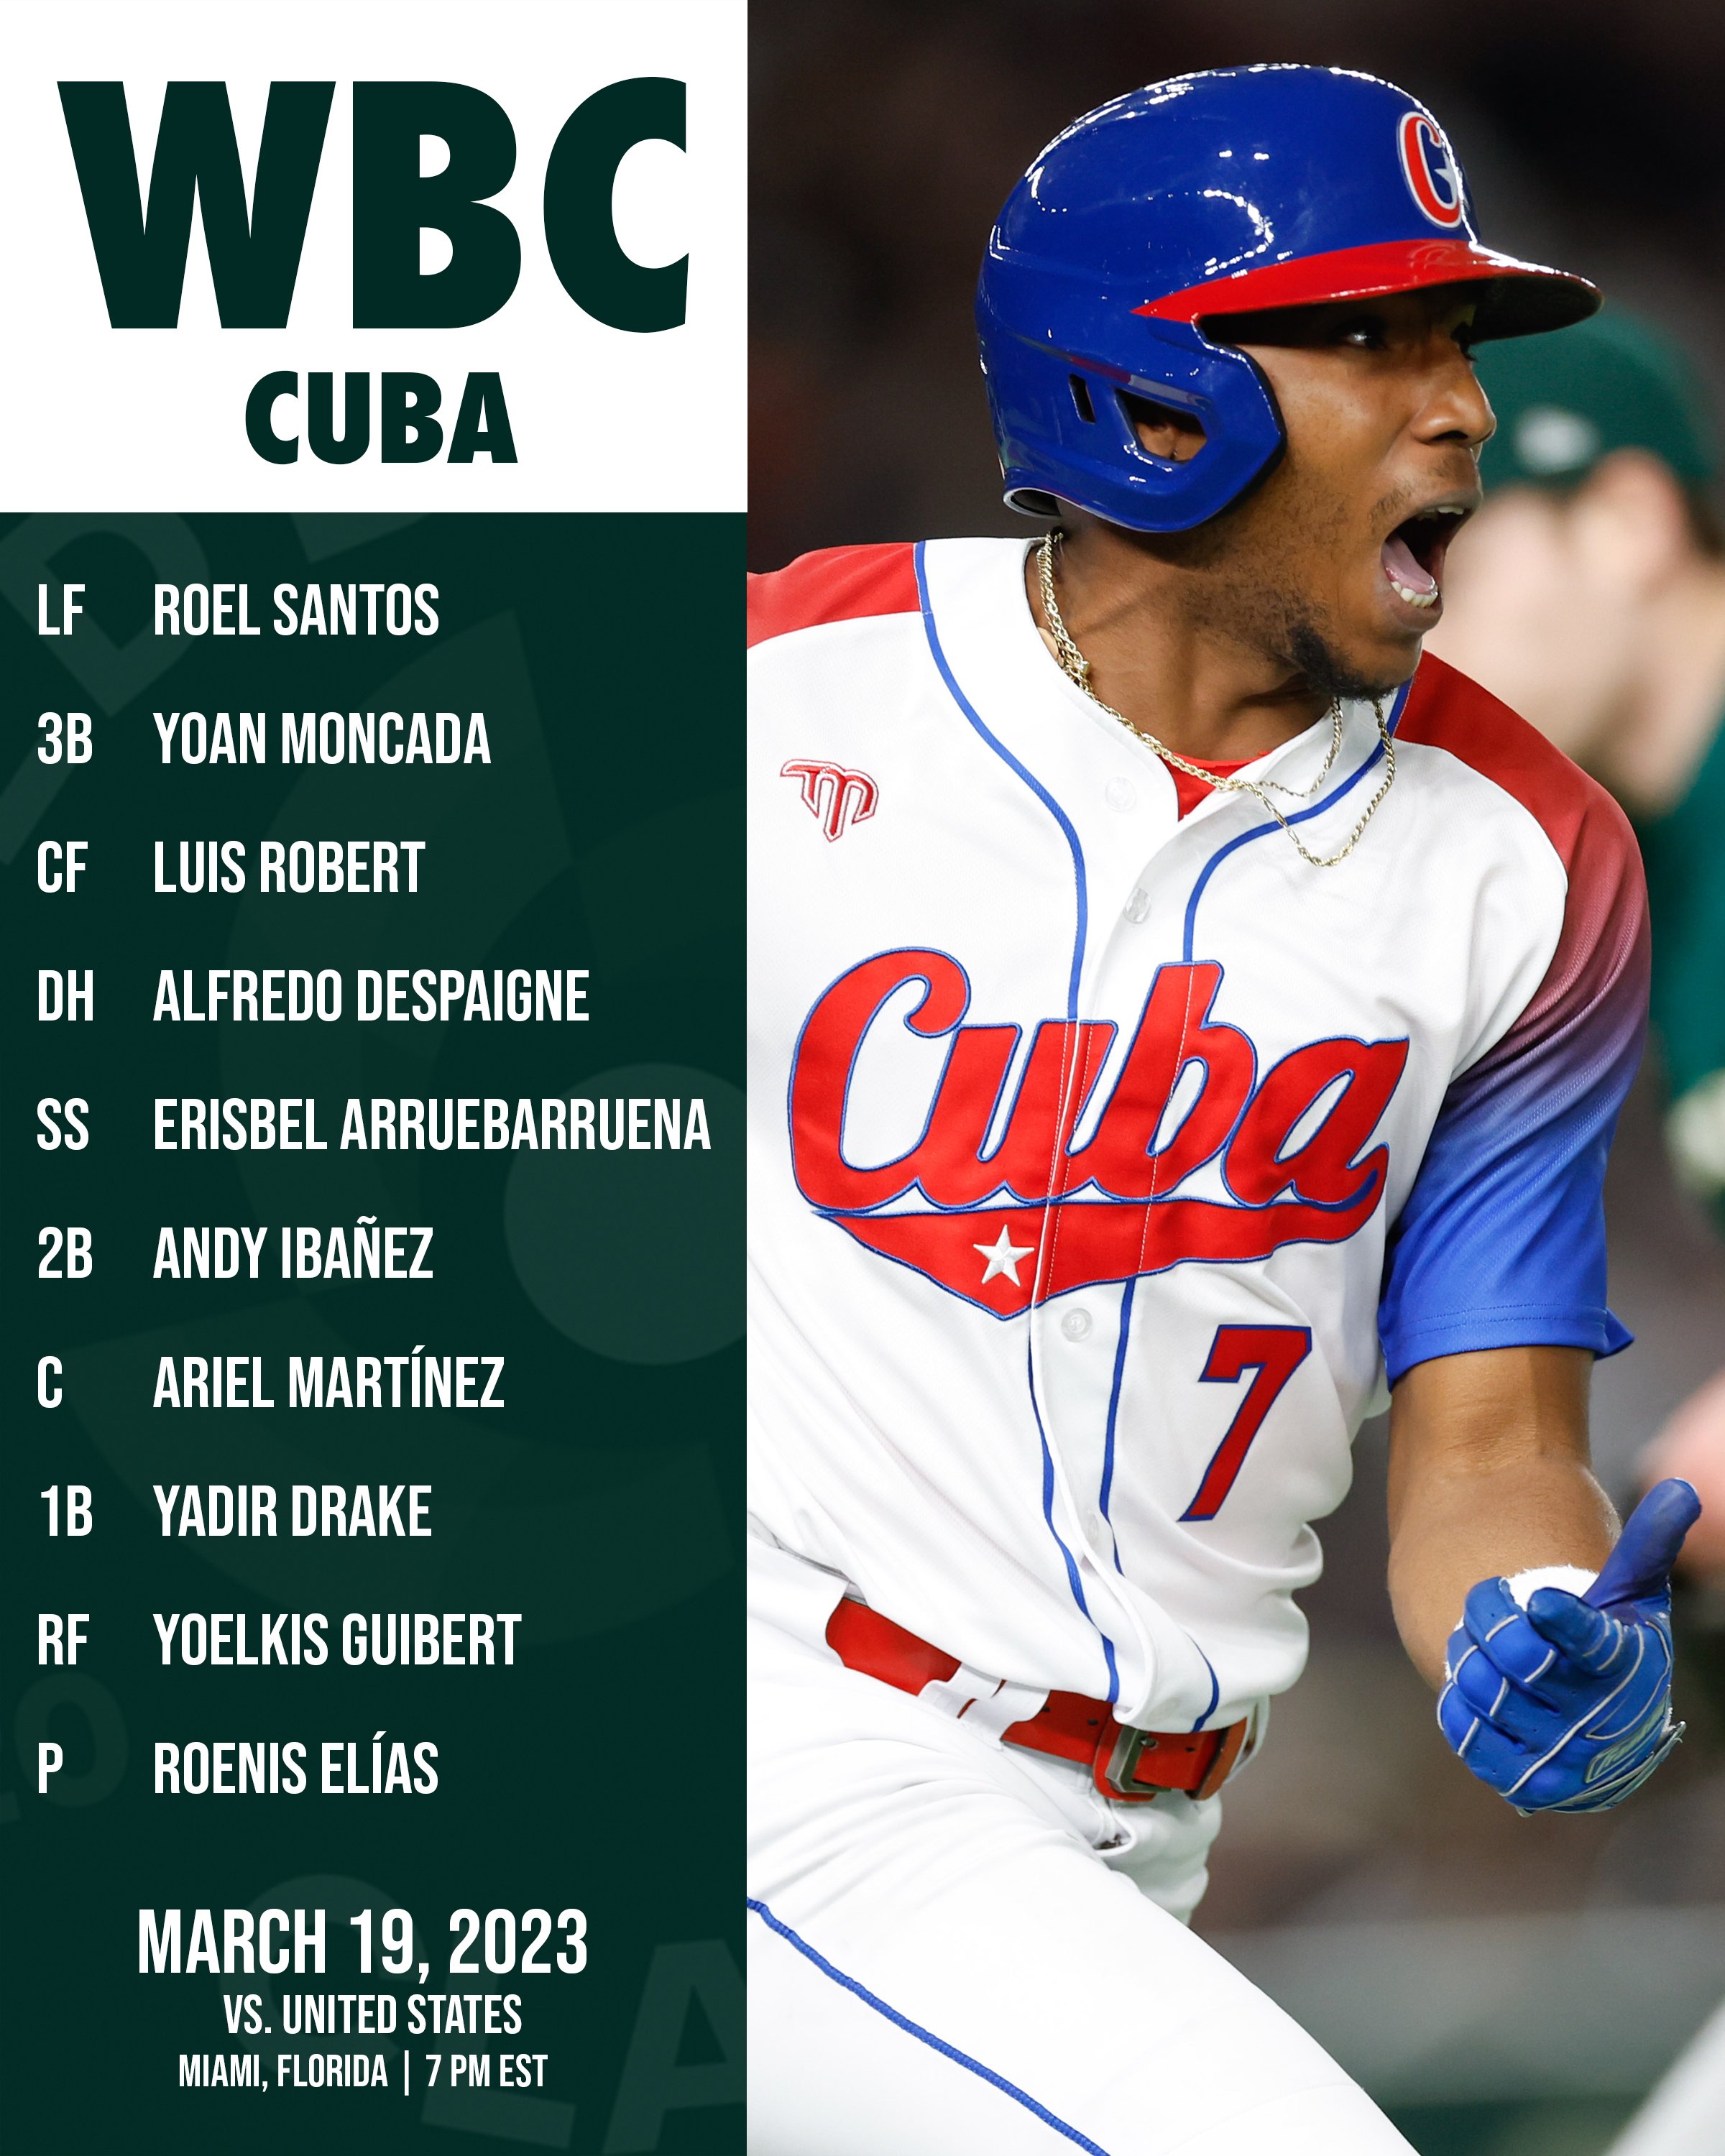 WBC
CUBA
LF ROEL SANTOS
3B YOAN MONCADA
CF LUIS ROBERT
DH ALFREDO DESPAIGNE
SS ERISBEL ARRUEBARRUENA
2B ANDY IBAÑEZ
C ARIEL MARTÍNEZ
1B YADIR DRAKE
RF YOELKIS GUIBERT
P ROENIS ELÍAS
MARCH 19, 2023
VS. UNITED STATES
MIAMI, FLORIDA | 7 PM EST
C
Cuba
7